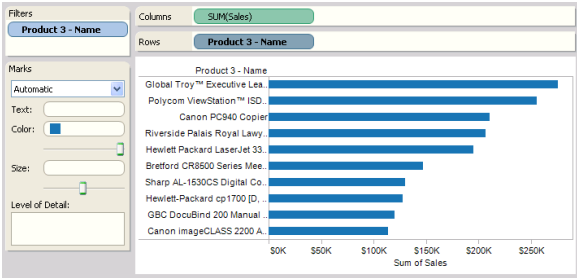 Filters
Product 3 - Name
Marks
Automatic
Text:
Color:
Size:
Level of Detail:
Columns SUM(Sales)
Rows Product 3 - Name
Product 3 - Name
Global Troy™ Executive Lea..
Polycom ViewStation™ ISD..
Canon PC940 Copier
Riverside Palais Royal Lawy..
Hewlett Packard LaserJet 33..
Bretford CR8500 Series Mee..
Sharp AL-1530CS Digital Co..
Hewlett-Packard cp1700 [D, ..
GBC DocuBind 200 Manual ..
Canon imageCLASS 2200 A..
$0K $50K $100K $150K $200K $250K
Sum of Sales